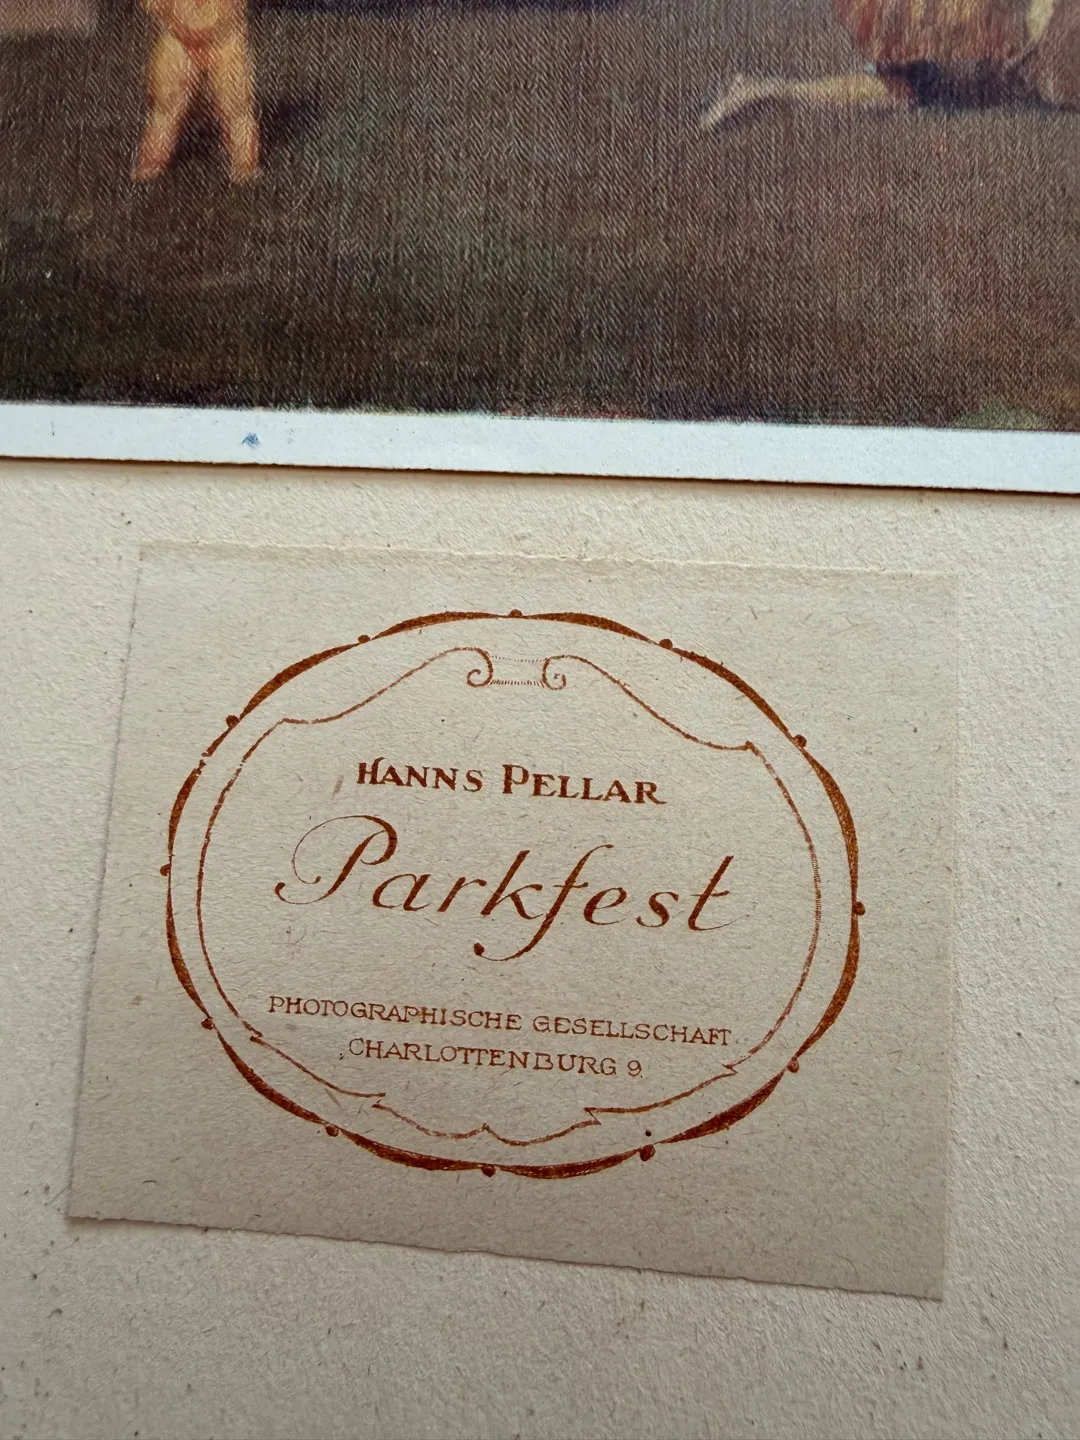 HANNS PELLAR
Parkfest
PHOTOGRAPHISCHE GESELLSCHAFT
CHARLOTTENBURG 9.